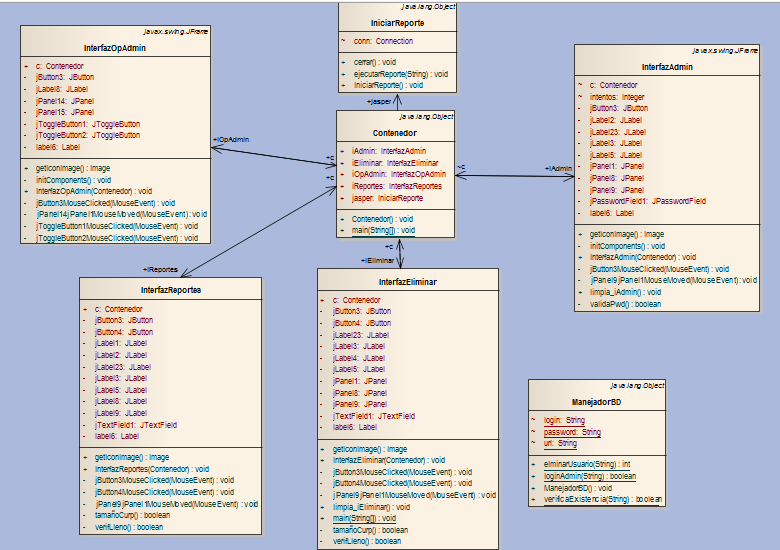 javax.swing.JFrame
InterfazOpAdmin
+ c: Contenedor
- jButton3: JButton
- jLabel8: JLabel
- jPanel14: JPanel
- jPanel15: JPanel
- jToggleButton1: JToggleButton
- jToggleButton2: JToggleButton
- label6: Label
+ getIconImage() : Image
- initComponents() : void
+ InterfazOpAdmin(Contenedor) : void
- jButton3MouseClicked(MouseEvent) : void
- jPanel14jPanel1MouseMoved(MouseEvent) : void
- jToggleButton1MouseClicked(MouseEvent) : void
- jToggleButton2MouseClicked(MouseEvent) : void
java.lang.Object
IniciarReporte
~ conn: Connection
+ cerrar() : void
+ ejecutarReporte(String) : void
+ IniciarReporte() : void
+jasper
java.lang.Object
Contenedor
+ iAdmin: InterfazAdmin
+ iEliminar: InterfazEliminar
+ iOpAdmin: InterfazOpAdmin
+ iReportes: InterfazReportes
+ jasper: IniciarReporte
+ Contenedor() : void
+ main(String[]) : void
+iOpAdmin
+c
+c
~c
+iAdmin
+c
+iEliminar
+iReportes
javax.swing.JFrame
InterfazAdmin
~ c: Contenedor
~ intentos: Integer
- jButton3: JButton
- jLabel2: JLabel
- jLabel23: JLabel
- jLabel3: JLabel
- jLabel5: JLabel
- jPanel1: JPanel
- jPanel8: JPanel
- jPanel9: JPanel
- jPasswordField1: JPasswordField
- label6: Label
+ getIconImage() : Image
- initComponents() : void
+ InterfazAdmin(Contenedor) : void
- jButton3MouseClicked(MouseEvent) : void
- jPanel9jPanel1MouseMoved(MouseEvent) : void
+ limpia_iAdmin() : void
- validaPwd() : boolean
InterfazReportes
+ c: Contenedor
- jButton3: JButton
- jButton4: JButton
- jLabel1: JLabel
- jLabel2: JLabel
- jLabel23: JLabel
- jLabel3: JLabel
- jLabel5: JLabel
- jLabel8: JLabel
- jLabel9: JLabel
- jTextField1: JTextField
- label6: Label
+ getIconImage() : Image
+ InterfazReportes(Contenedor) : void
- jButton3MouseClicked(MouseEvent) : void
- jButton4MouseClicked(MouseEvent) : void
- jPanel9jPanel1MouseMoved(MouseEvent) : void
- tamañoCurp() : boolean
- verifLleno() : boolean
InterfazEliminar
+ c: Contenedor
- jButton3: JButton
- jButton4: JButton
- jLabel23: JLabel
- jLabel3: JLabel
- jLabel4: JLabel
- jLabel5: JLabel
- jPanel1: JPanel
- jPanel8: JPanel
- jPanel9: JPanel
- jTextField1: JTextField
- label6: Label
+ getIconImage() : Image
+ InterfazEliminar(Contenedor) : void
- jButton3MouseClicked(MouseEvent) : void
- jButton4MouseClicked(MouseEvent) : void
- jPanel9jPanel1MouseMoved(MouseEvent) : void
+ limpia_iEliminar() : void
+ main(String[]) : void
- tamañoCurp() : boolean
- verifLleno() : boolean
java.lang.Object
ManejadorBD
~ login: String
~ password: String
~ url: String
+ elminarUsuario(String) : int
+ loginAdmin(String) : boolean
+ ManejadorBD() : void
+ verificaExistencia(String) : boolean